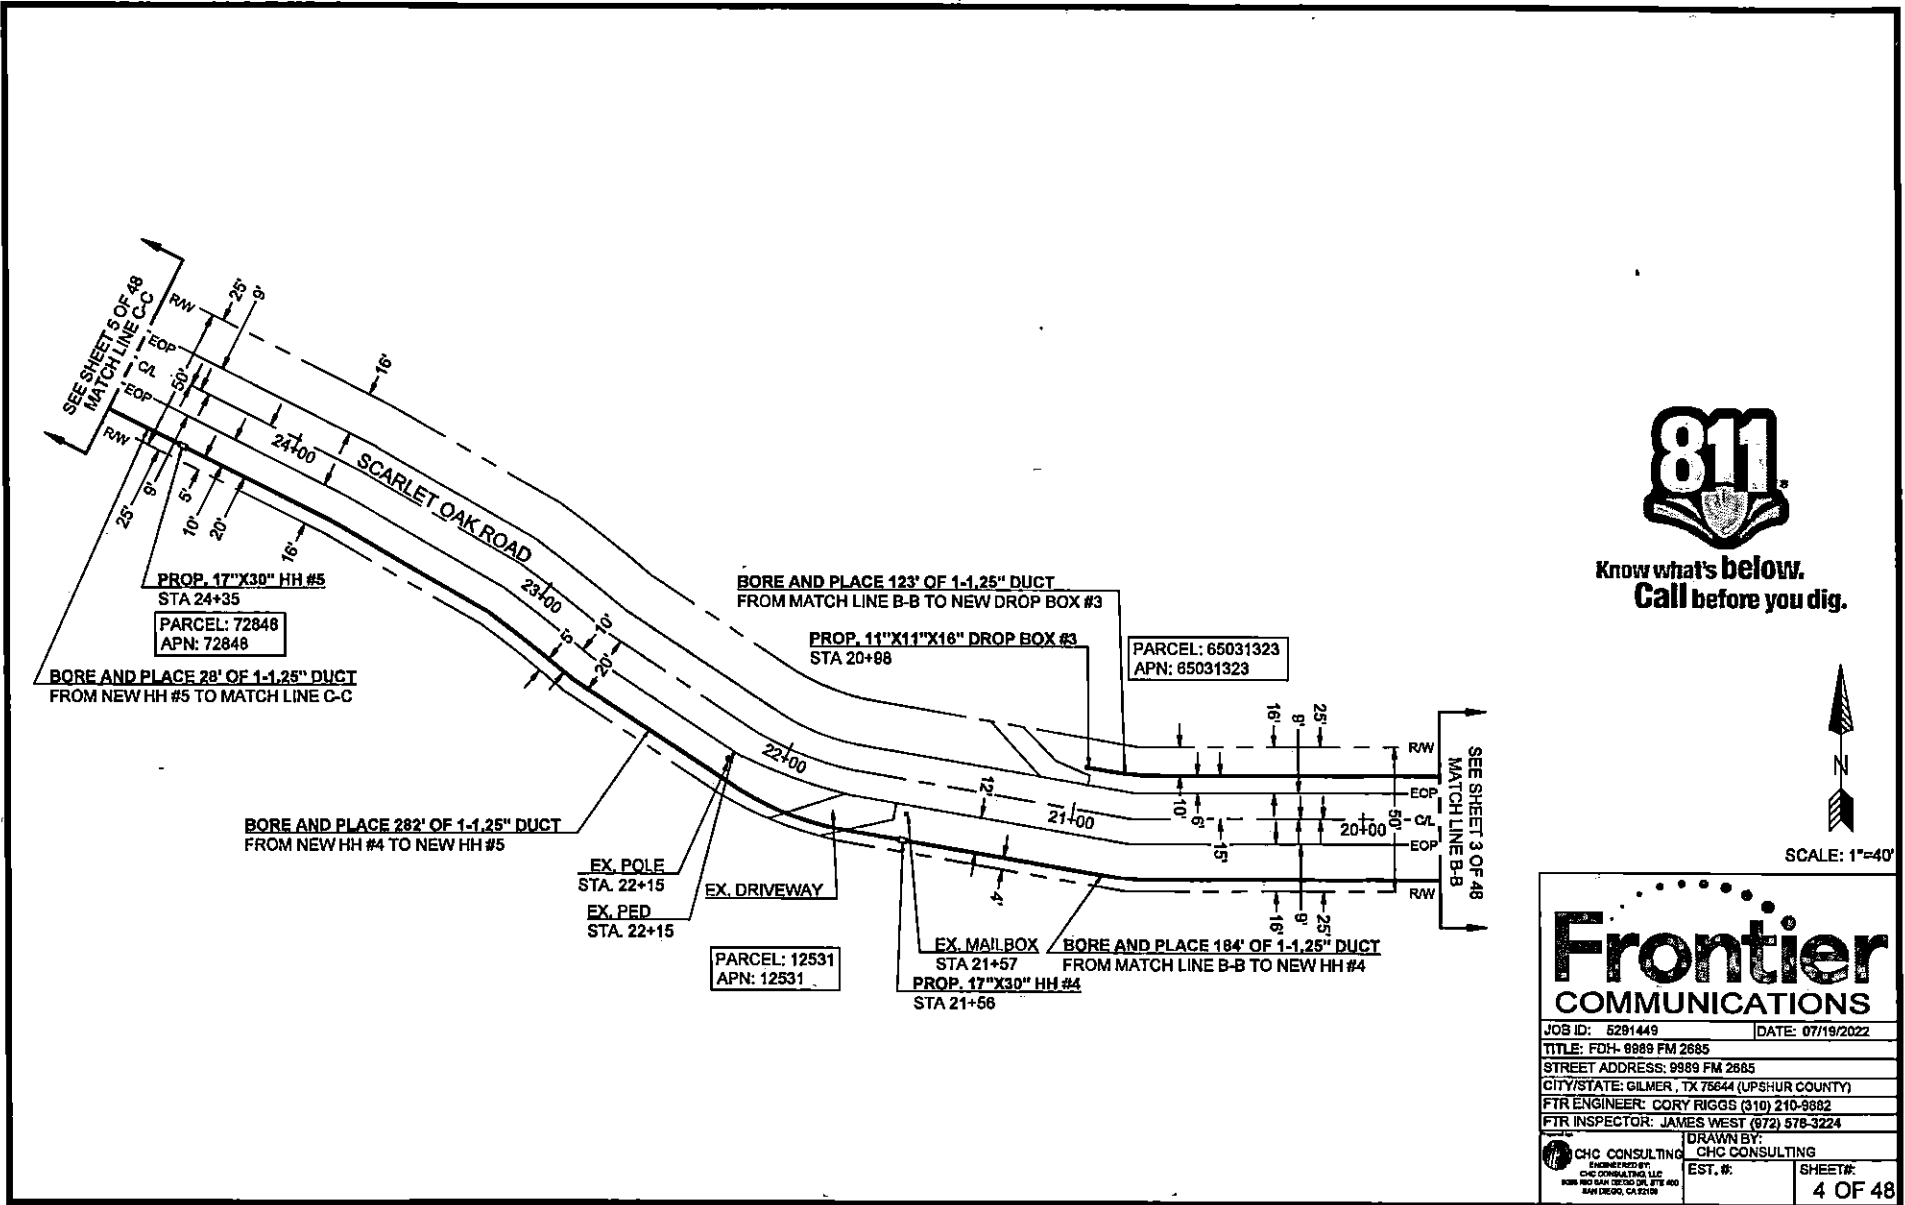 SEE SHEET 5 OF 48
MATCH LINE C-C
R/W
EOP
C/L
EOP
R/W
25'
9'
50'
16'
24+00
SCARLET OAK ROAD
25'
9'
5'
10'
20'
16'
PROP. 17"X30" HH #5
STA 24+35
PARCEL: 72848
APN: 72848
BORE AND PLACE 28' OF 1-1.25" DUCT
FROM NEW HH #5 TO MATCH LINE C-C
23+00
5'
10'
20'
BORE AND PLACE 123' OF 1-1.25" DUCT
FROM MATCH LINE B-B TO NEW DROP BOX #3
PROP. 11"X11"X16" DROP BOX #3
STA 20+98
PARCEL: 65031323
APN: 65031323
22+00
12'
21+00
16'
9'
25'
10'
6'
15'
50'
20+00
R/W
EOP
C/L
EOP
R/W
SEE SHEET 3 OF 48
MATCH LINE B-B
BORE AND PLACE 282' OF 1-1.25" DUCT
FROM NEW HH #4 TO NEW HH #5
EX. POLE
STA. 22+15
EX. PED
STA. 22+15
EX. DRIVEWAY
PARCEL: 12531
APN: 12531
4'
16'
9'
25'
EX. MAILBOX
STA 21+57
PROP. 17"X30" HH #4
STA 21+56
BORE AND PLACE 184' OF 1-1.25" DUCT
FROM MATCH LINE B-B TO NEW HH #4
811
Know what's below.
Call before you dig.
N
SCALE: 1"=40'
Frontier
COMMUNICATIONS
JOB ID: 5291449
DATE: 07/19/2022
TITLE: FDH- 9989 FM 2685
STREET ADDRESS: 9989 FM 2685
CITY/STATE: GILMER , TX 75644 (UPSHUR COUNTY)
FTR ENGINEER: CORY RIGGS (310) 210-9882
FTR INSPECTOR: JAMES WEST (972) 578-3224
CHC CONSULTING
ENGINEERED BY:
CHC CONSULTING, LLC
SAN DIEGO, CA 92108
DRAWN BY:
CHC CONSULTING
EST. #:
SHEET#:
4 OF 48